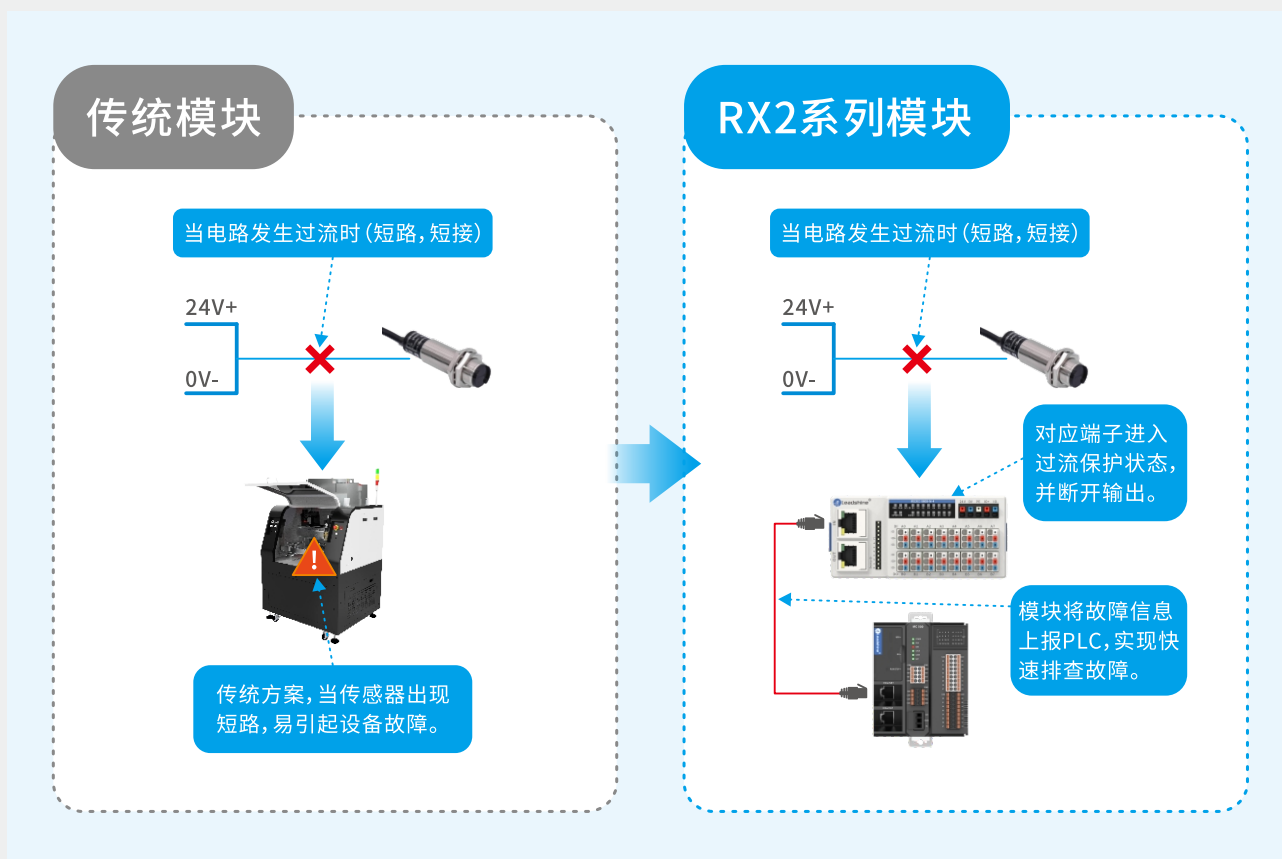 传统模块
RX2系列模块
当电路发生过流时（短路，短接）
当电路发生过流时（短路，短接）
24V+
24V+
0V-
0V-
对应端子进入
过流保护状态，
并断开输出。
Leadshine
模块将故障信息
上报PLC，实现快
速排查故障。
!
传统方案，当传感器出现
短路，易引起设备故障。